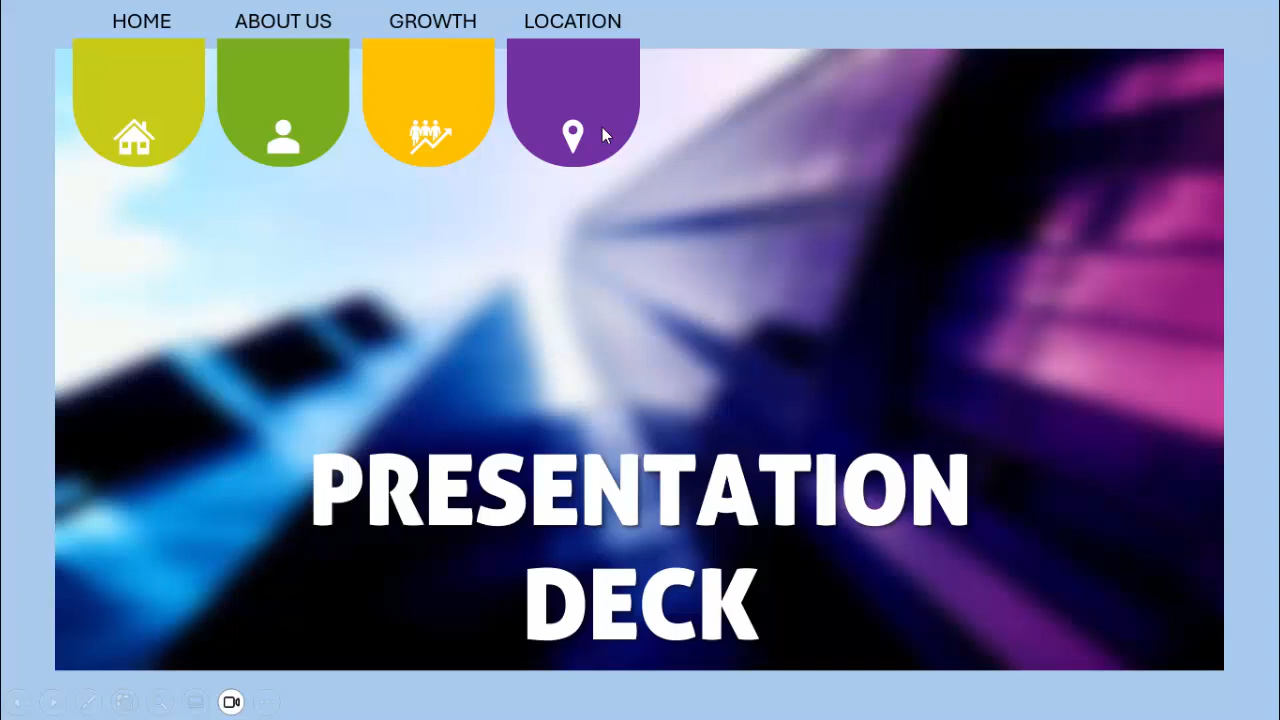 HOME
ABOUT US
GROWTH
LOCATION
PRESENTATION
DECK